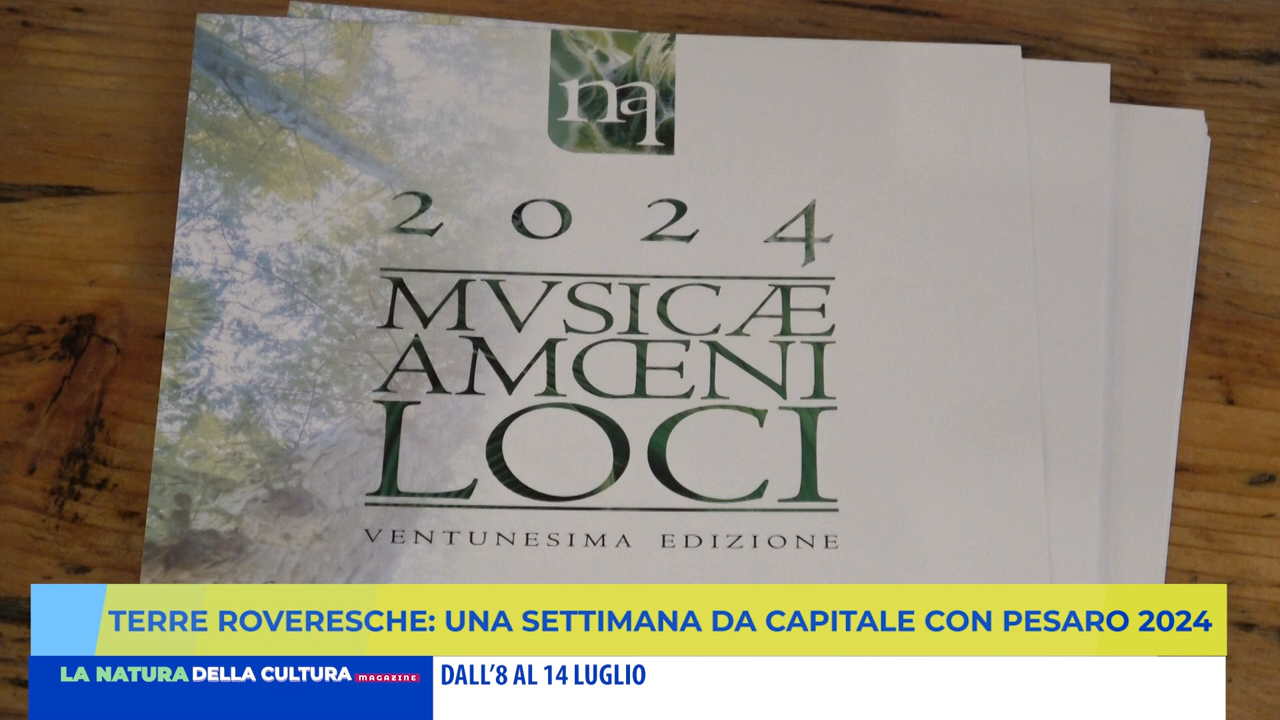 ma
2024
MVSICÆ
AMŒNI
LOCI
VENTUNESIMA EDIZIONE
TERRE ROVERESCHE: UNA SETTIMANA DA CAPITALE CON PESARO 2024
LA NATURA DELLA CULTURA MAGAZINE
DALL'8 AL 14 LUGLIO